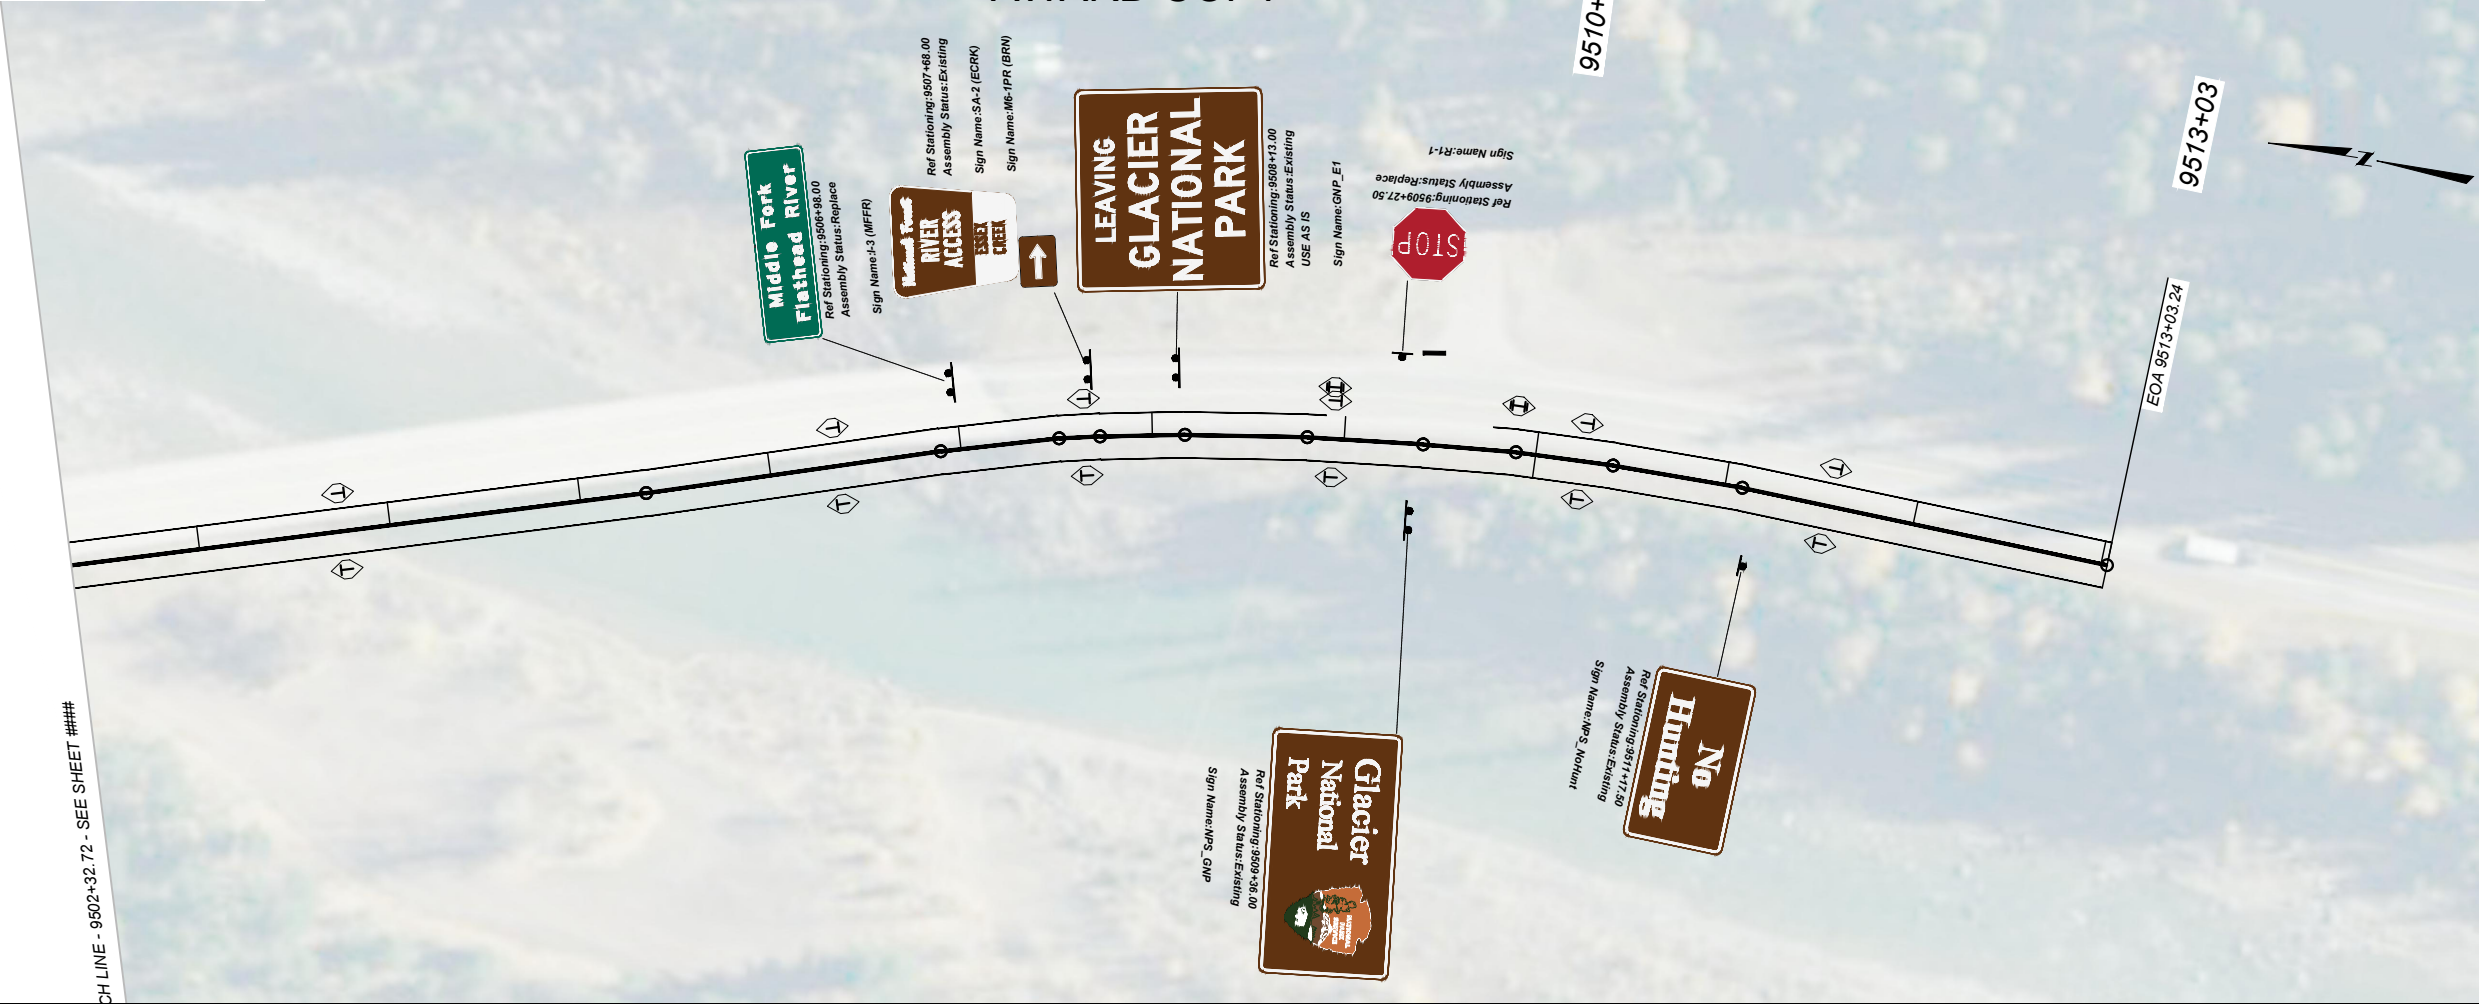 9510+
9513+03
EOA 9513+03.24
Middle Fork
Flathead River
Ref Stationing:9506+98.00
Assembly Status:Replace
Sign Name:I-3 (MFFR)
National Forest
RIVER
ACCESS
ESSEX
CREEK
Ref Stationing:9507+68.00
Assembly Status:Existing
Sign Name:SA-2 (ECRK)
Sign Name:M6-1PR (BRN)
LEAVING
GLACIER
NATIONAL
PARK
Ref Stationing:9508+13.00
Assembly Status:Existing
USE AS IS
Sign Name:GNP_E1
STOP
Ref Stationing:9509+27.50
Assembly Status:Replace
Sign Name:R1-1
Glacier
National
Park
NATIONAL
PARK
SERVICE
Ref Stationing:9509+36.00
Assembly Status:Existing
Sign Name:NPS_GNP
No
Hunting
Ref Stationing:9511+17.50
Assembly Status:Existing
Sign Name:NPS_NoHunt
CH LINE - 9502+32.72 - SEE SHEET ####